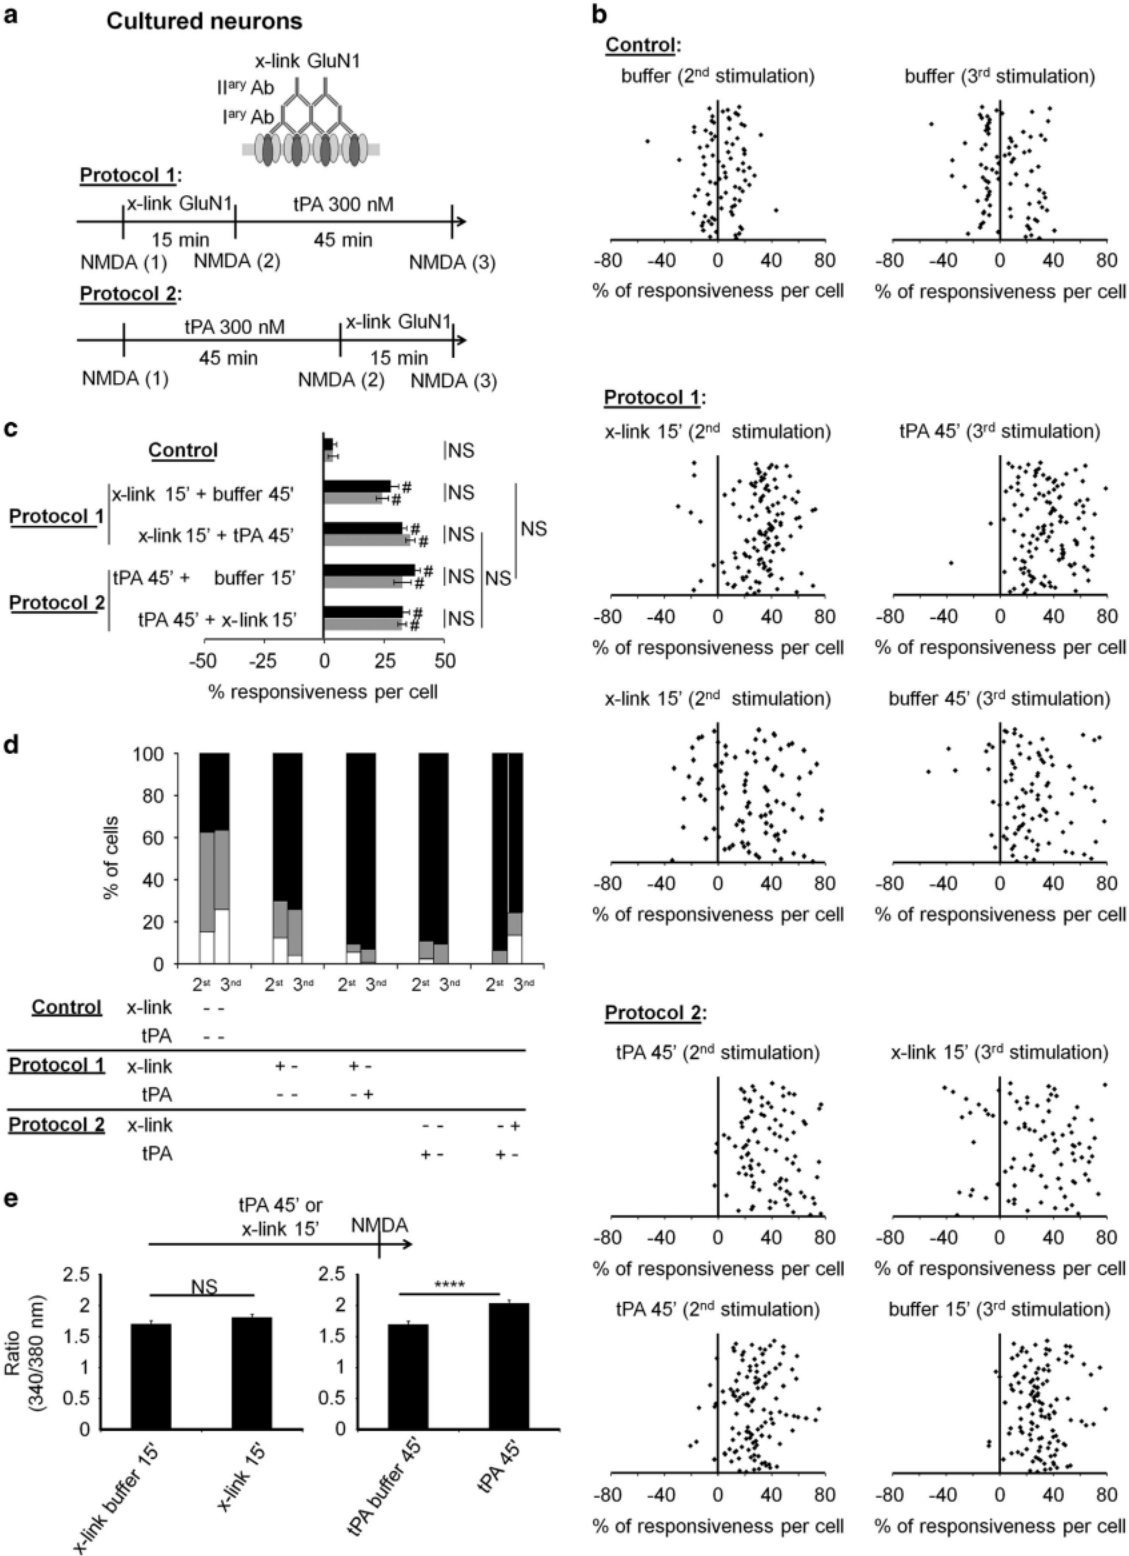 a
Cultured neurons
x-link GluN1
IIary Ab
Iary Ab
Protocol 1:
x-link GluN1
tPA 300 nM
15 min
45 min
NMDA (1)
NMDA (2)
NMDA (3)
Protocol 2:
tPA 300 nM
x-link GluN1
45 min
15 min
NMDA (1)
NMDA (2)
NMDA (3)
b
Control:
buffer (2nd stimulation)
buffer (3rd stimulation)
-80 -40 0 40 80
-80 -40 0 40 80
% of responsiveness per cell
% of responsiveness per cell
Protocol 1:
x-link 15' (2nd stimulation)
tPA 45' (3rd stimulation)
-80 -40 0 40 80
-80 -40 0 40 80
% of responsiveness per cell
% of responsiveness per cell
x-link 15' (2nd stimulation)
buffer 45' (3rd stimulation)
-80 -40 0 40 80
-80 -40 0 40 80
% of responsiveness per cell
% of responsiveness per cell
Protocol 2:
tPA 45' (2nd stimulation)
x-link 15' (3rd stimulation)
-80 -40 0 40 80
-80 -40 0 40 80
% of responsiveness per cell
% of responsiveness per cell
tPA 45' (2nd stimulation)
buffer 15' (3rd stimulation)
-80 -40 0 40 80
-80 -40 0 40 80
% of responsiveness per cell
% of responsiveness per cell
c
Control
NS
Protocol 1
x-link 15' + buffer 45'
# #
NS
x-link 15' + tPA 45'
# #
NS
Protocol 2
tPA 45' + buffer 15'
# #
NS
tPA 45' + x-link 15'
# #
NS
NS
NS
-50 -25 0 25 50
% responsiveness per cell
d
% of cells
100
80
60
40
20
0
2st 3nd 2st 3nd 2st 3nd 2st 3nd 2st 3nd
Control x-link - -
tPA - -
Protocol 1 x-link + - + -
tPA - - - +
Protocol 2 x-link - - - +
tPA + - + -
e
tPA 45' or
x-link 15'
NMDA
Ratio
(340/380 nm)
2.5
2
1.5
1
0.5
0
NS
x-link buffer 15'
x-link 15'
2.5
2
1.5
1
0.5
0
****
tPA buffer 45'
tPA 45'